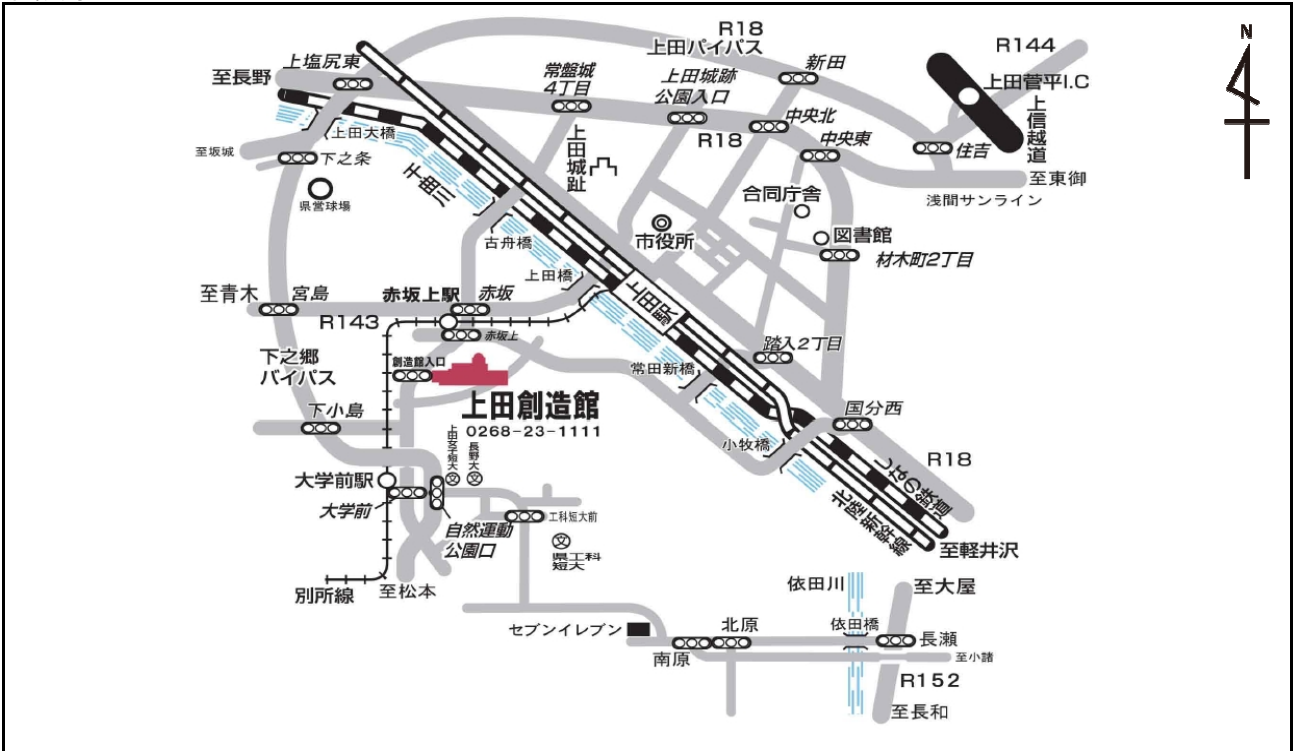 N
R18
上田バイパス
R144
新田
上田菅平I.C
上信越道
上塩尻東
至長野
常盤城
4丁目
上田城跡
公園入口
R18
中央北
中央東
住吉
至東御
浅間サンライン
上田大橋
至坂城
下之条
県営球場
千曲川
上田城趾
合同庁舎
図書館
市役所
材木町2丁目
古舟橋
上田橋
至青木
宮島
赤坂上駅
赤坂
R143
赤坂上
上田駅
踏入2丁目
下之郷
バイパス
創造館入口
常田新橋
上田創造館
0268-23-1111
下小島
国分西
小牧橋
R18
しなの鉄道
北陸新幹線
至軽井沢
上田女子短大
長野大
文
文
大学前駅
大学前
自然運動
公園口
工科短大前
文
県工科
短大
別所線
至松本
依田川
至大屋
セブンイレブン
北原
依田橋
長瀬
南原
至小諸
R152
至長和